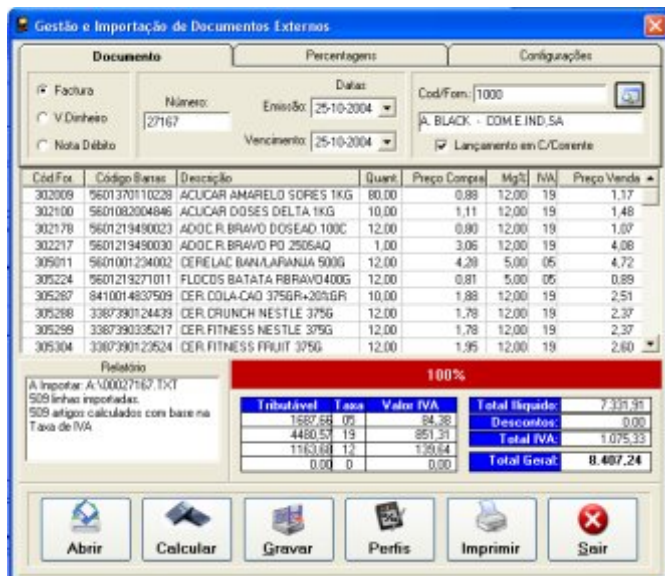 Gestão e Importação de Documentos Externos
Documento Percentagens Configurações
Factura
V.Dinheiro
Nota Débito
Número:
27167
Datas
Emissão: 25-10-2004
Vencimento: 25-10-2004
Cod/Forn.: 1000
A. BLACK - COM.E.IND,SA
Lançamento em C/Corrente
Cód.For. Código Barras Descrição Quant. Preço Compra Mg% IVA Preço Venda
302009 5601370110228 ACUCAR AMARELO SORES 1KG 80,00 0,88 12,00 19 1,17
302100 5601082004846 ACUCAR DOSES DELTA 1KG 10,00 1,11 12,00 19 1,48
302178 5601219490023 ADOC.R.BRAVO DOSEAD.100C 12,00 0,80 12,00 19 1,07
302217 5601219490030 ADOC.R.BRAVO PO 250SAQ 1,00 3,06 12,00 19 4,08
305011 5601001234002 CERELAC BAN/LARANJA 500G 12,00 4,28 5,00 05 4,72
305224 5601219271011 FLOCOS BATATA RBRAVO400G 12,00 0,81 5,00 05 0,89
305287 8410014837509 CER.COLA-CAO 375GR+20%GR 10,00 1,88 12,00 19 2,51
305288 3387390124439 CER.CRUNCH NESTLE 375G 12,00 1,78 12,00 19 2,37
305299 3387390335217 CER.FITNESS NESTLE 375G 12,00 1,78 12,00 19 2,37
305304 3387390123524 CER.FITNESS FRUIT 375G 12,00 1,95 12,00 19 2,60
Relatório
A Importar: A:\00027167.TXT
509 linhas importadas.
509 artigos calculados com base na
Taxa de IVA
100%
Tributável Taxa Valor IVA
1687,66 05 84,38
4480,57 19 851,31
1163,68 12 139,64
0,00 0 0,00
Total Iliquido: 7.331,91
Descontos: 0,00
Total IVA: 1.075,33
Total Geral: 8.407,24
Abrir Calcular Gravar Perfis Imprimir Sair